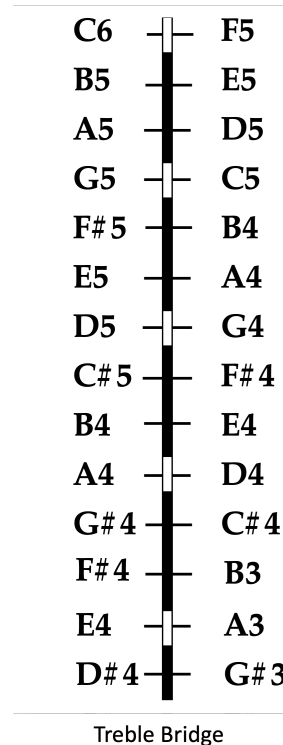 C6 F5
B5 E5
A5 D5
G5 C5
F#5 B4
E5 A4
D5 G4
C#5 F#4
B4 E4
A4 D4
G#4 C#4
F#4 B3
E4 A3
D#4 G#3
Treble Bridge